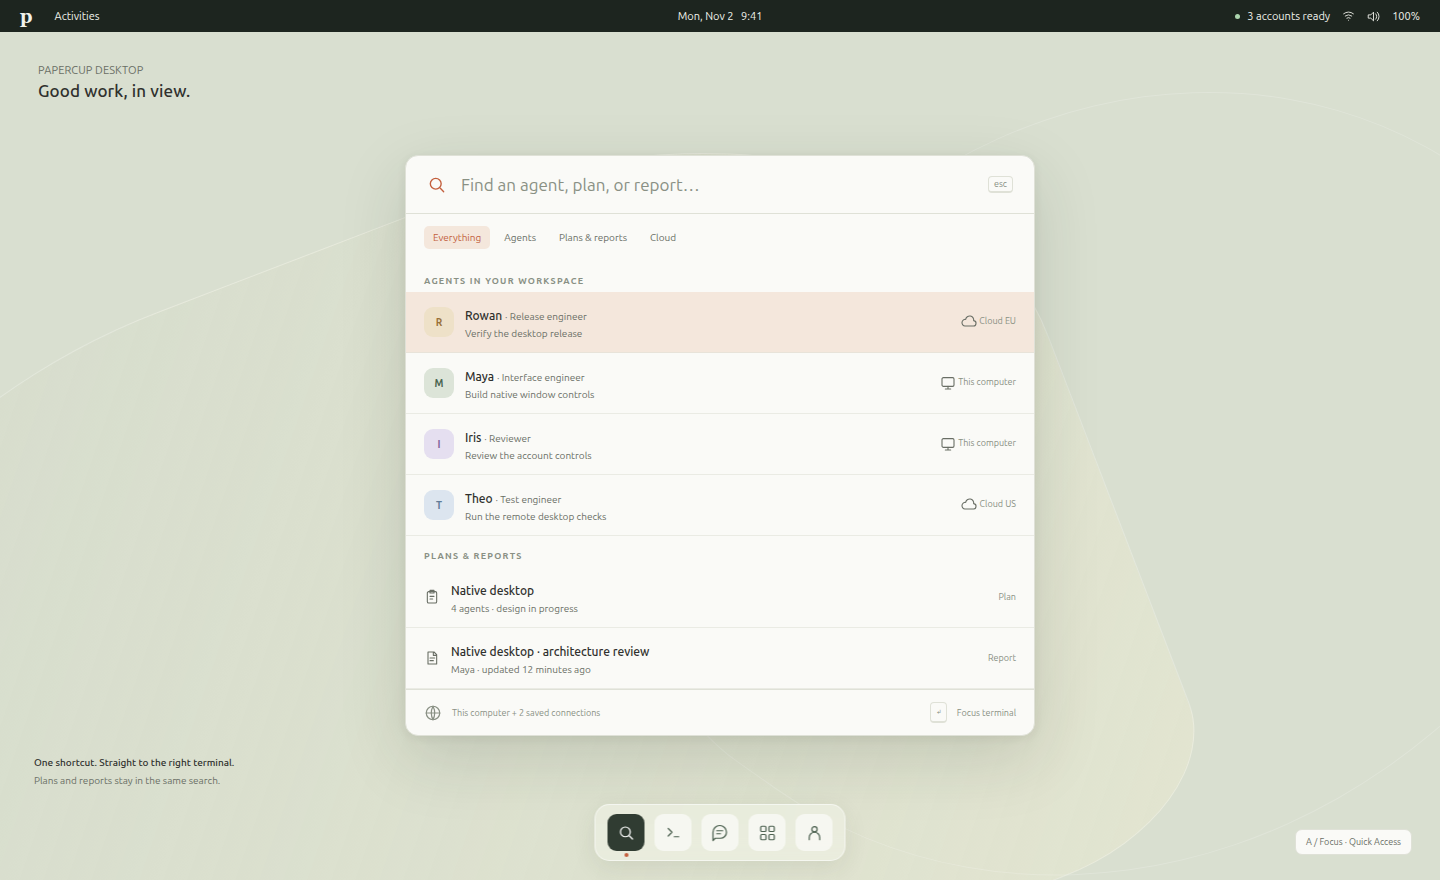 p Activities Mon, Nov 2 9:41 3 accounts ready 100%
PAPERCUP DESKTOP
Good work, in view.
Find an agent, plan, or report… esc
Everything Agents Plans & reports Cloud
AGENTS IN YOUR WORKSPACE
R Rowan · Release engineer Cloud EU
Verify the desktop release
M Maya · Interface engineer This computer
Build native window controls
I Iris · Reviewer This computer
Review the account controls
T Theo · Test engineer Cloud US
Run the remote desktop checks
PLANS & REPORTS
Native desktop Plan
4 agents · design in progress
Native desktop · architecture review Report
Maya · updated 12 minutes ago
This computer + 2 saved connections Focus terminal
One shortcut. Straight to the right terminal.
Plans and reports stay in the same search.
A / Focus · Quick Access